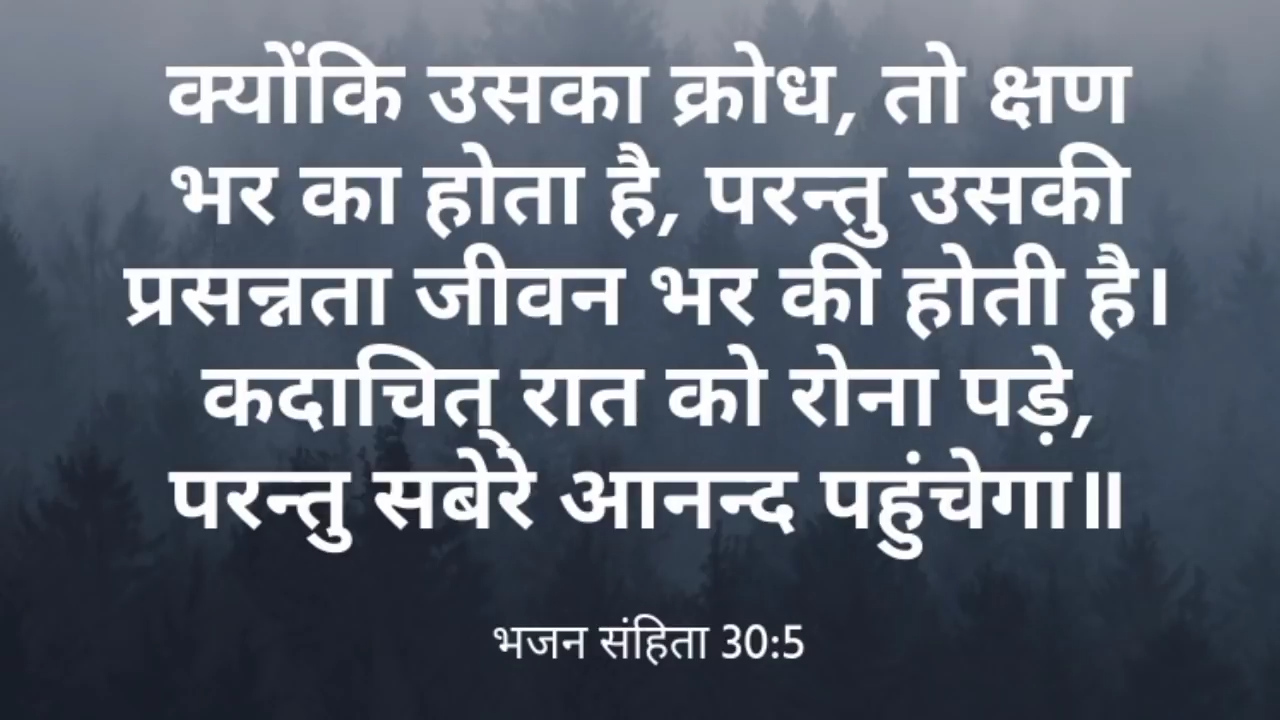 क्योंकि उसका क्रोध, तो क्षण
भर का होता है, परन्तु उसकी
प्रसन्नता जीवन भर की होती है।
कदाचित् रात को रोना पड़े,
परन्तु सबेरे आनन्द पहुंचेगा॥
भजन संहिता 30:5